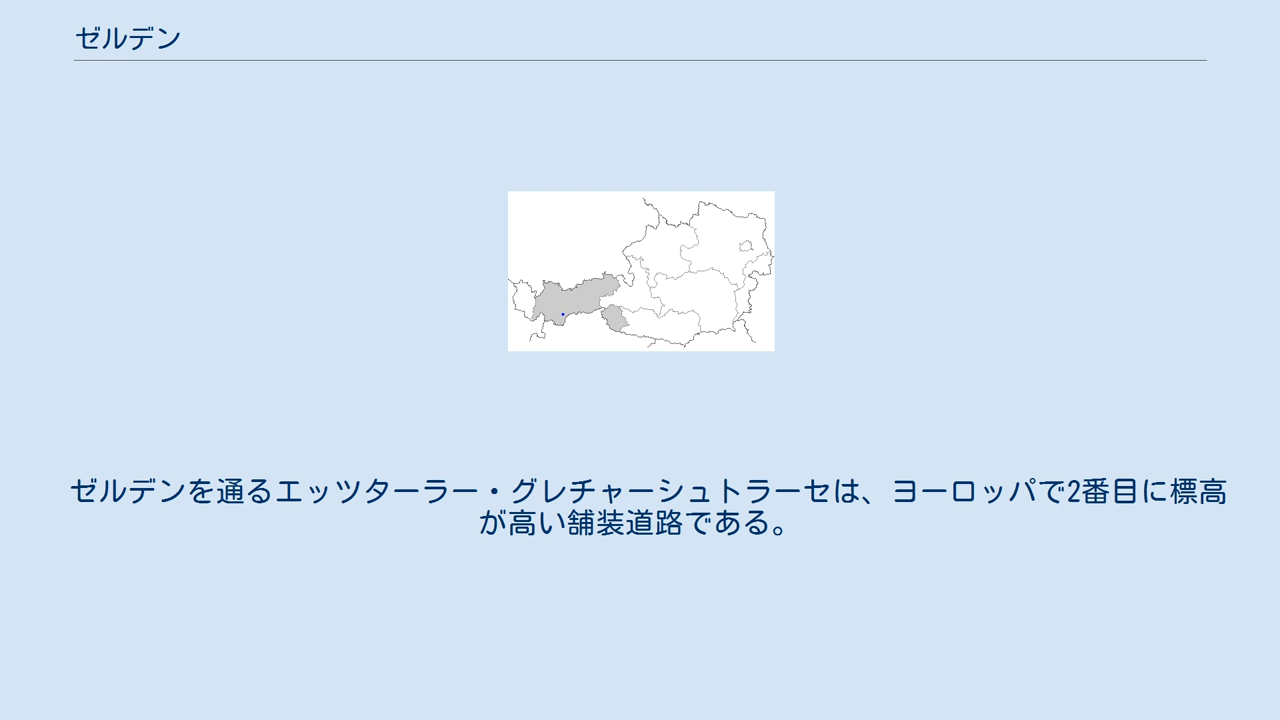 ゼルデン
ゼルデンを通るエッツターラー・グレチャーシュトラーセは、ヨーロッパで2番目に標高
が高い舗装道路である。